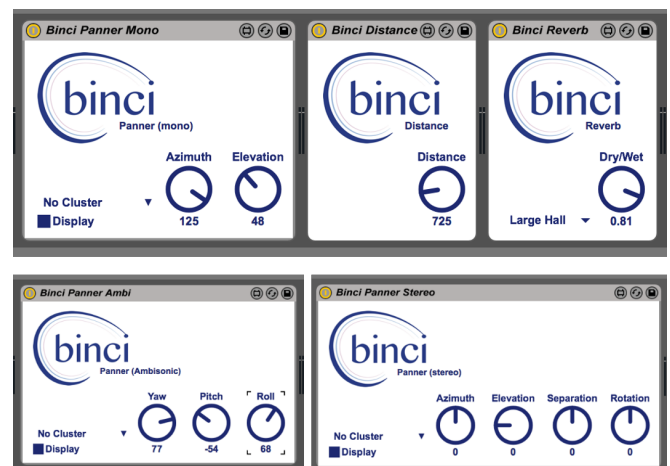 Binci Panner Mono
binci
Panner (mono)
Azimuth Elevation
No Cluster
Display
125 48
Binci Distance
binci
Distance
Distance
725
Binci Reverb
binci
Reverb
Dry/Wet
Large Hall
0.81
Binci Panner Ambi
binci
Panner (Ambisonic)
Yaw Pitch Roll
No Cluster
Display
77 -54 68
Binci Panner Stereo
binci
Panner (stereo)
Azimuth Elevation Separation Rotation
No Cluster
Display
0 0 0 0